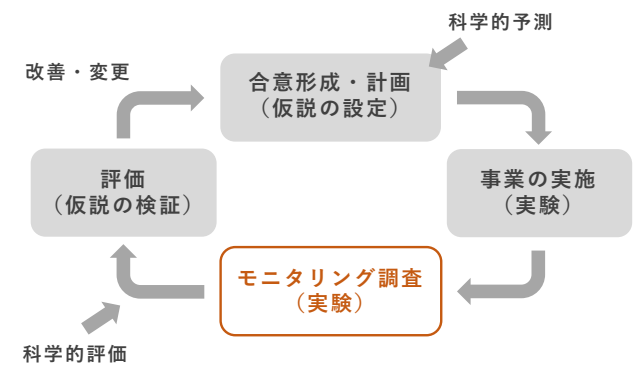 科学的予測
改善・変更
合意形成・計画
（仮説の設定）
評価
（仮説の検証）
事業の実施
（実験）
モニタリング調査
（実験）
科学的評価